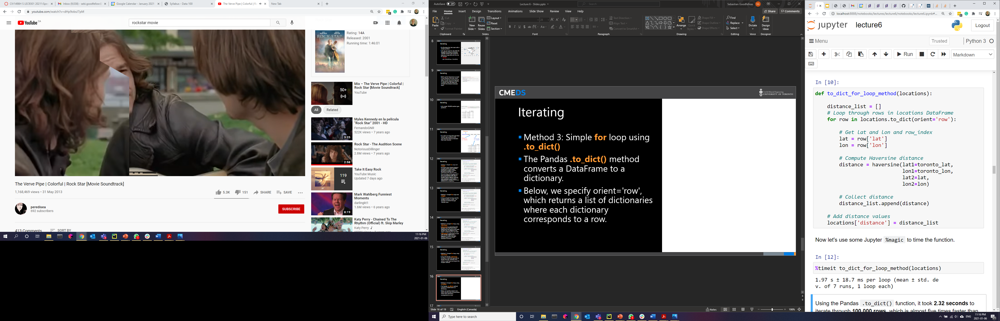 CIV1498H S LEC9301 20211:Spe
Inbox (9,038) - sebi.goodfellow@
Google Calendar - January 2021
Syllabus – Data 100
The Verve Pipe | Colorful | Ro
New Tab
youtube.com/watch?v=dHp9obsJ7pM
YouTube CA
rockstar movie
ROCK STAR
Rating: 14A
Released: 2001
Running time: 1:46:01
50+
Mix – The Verve Pipe | Colorful |
Rock Star [Movie Soundtrack]
YouTube
All
Related
Myles Kennedy en la película
"Rock Star" 2001 - HD
FernandoGNR
522K views • 7 years ago
3:25
Rock Star - The Audition Scene
NotoriousDillinger
2.8M views • 7 years ago
2:58
Take It Easy Rock
YouTube Music
Updated 7 days ago
119
Mark Wahlberg Funniest
Moments
darlingkt1
1.6M views • 6 years ago
8:19
Katy Perry - Chained To The
Rhythm (Official) ft. Skip Marley
Katy Perry
The Verve Pipe | Colorful | Rock Star [Movie Soundtrack]
1,168,469 views • 31 May 2013
5.3K
151
SHARE
SAVE
peredisea
692 subscribers
SUBSCRIBE
413 Comments
SORT BY
11:16 PM
2021-01-06
AutoSave Off
Lecture 6 - Slides.pptx
Search
Sebastian Goodfellow SG
File Home Insert Design Transitions Animations Slide Show Review View Help
Share
Comments
Paste
Cut
Copy
Format Painter
Clipboard
New
Slide
Reuse
Slides
Layout
Reset
Section
Slides
Font
Text Direction
Align Text
Convert to SmartArt
Paragraph
Arrange
Quick
Styles
Shape Fill
Shape Outline
Shape Effects
Drawing
Find
Replace
Select
Editing
Dictate
Voice
Design
Ideas
Designer
8
9
10
11
12
13
14
15
16
17
CMEDS
Civil & Mineral Engineering
UNIVERSITY OF TORONTO
Iterating
Method 3: Simple for loop using
.to_dict()
The Pandas .to_dict() method
converts a DataFrame to a
dictionary.
Below, we specify orient='row',
which returns a list of dictionaries
where each dictionary
corresponds to a row.
Slide 16 of 19
English (Canada)
Notes
106%
Type here to search
localhost:8888/notebooks/lectures/lecture6/notebooks/lecture6.ipynb#...
jupyter lecture6
Logout
Menu
Trusted
Python 3
Run
Markdown
In [10]:
def to_dict_for_loop_method(locations):
distance_list = []
# Loop through rows in locations DataFrame
for row in locations.to_dict(orient='row'):
# Get lat and lon and row_index
lat = row['lat']
lon = row['lon']
# Compute Haversine distance
distance = haversine(lat1=toronto_lat,
lon1=toronto_lon,
lat2=lat,
lon2=lon)
# Collect distance
distance_list.append(distance)
# Add distance values
locations['distance'] = distance_list
Now let's use some Jupyter %magic to time the function.
In [12]:
%timeit to_dict_for_loop_method(locations)
1.97 s ± 18.7 ms per loop (mean ± std. de
v. of 7 runs, 1 loop each)
Using the Pandas .to_dict() function, it took 2.32 seconds to
iterate through 100,000 rows, which is almost five times faster than
ENG
11:16 PM
2021-01-06